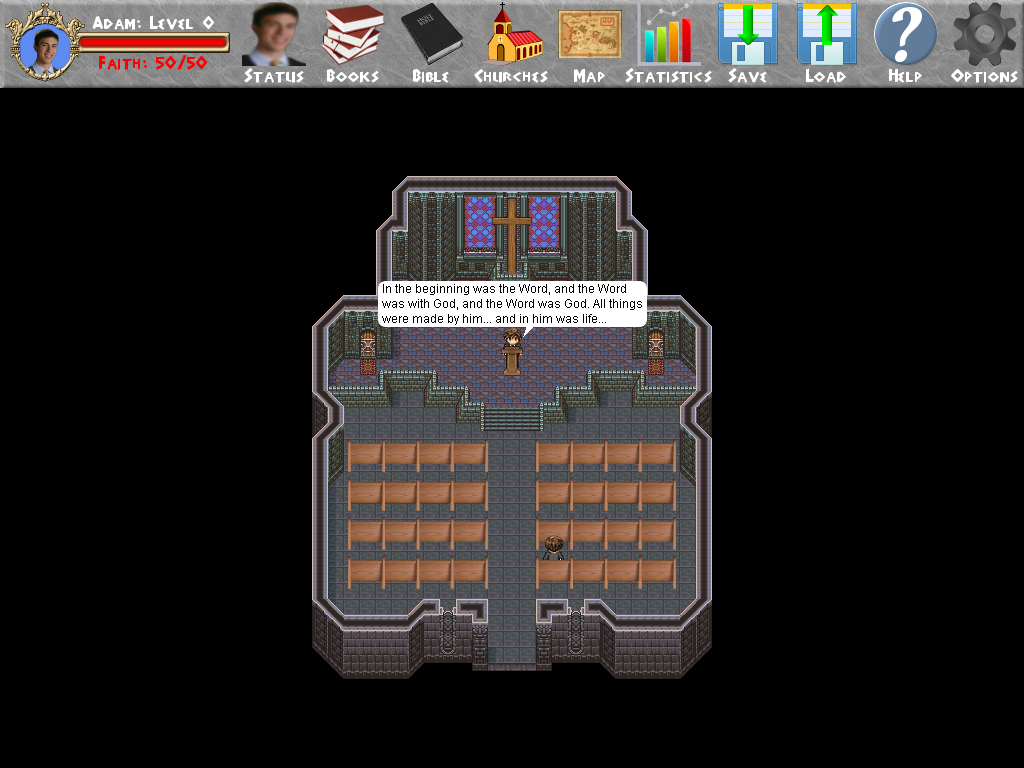 Adam: Level 0
Faith: 50/50
Status Books Bible Churches Map Statistics Save Load Help Options
In the beginning was the Word, and the Word
was with God, and the Word was God. All things
were made by him... and in him was life...